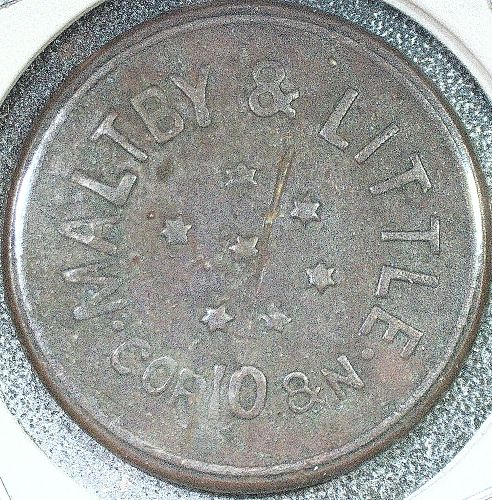 MALTBY & LITTLE
COR 10 & N.